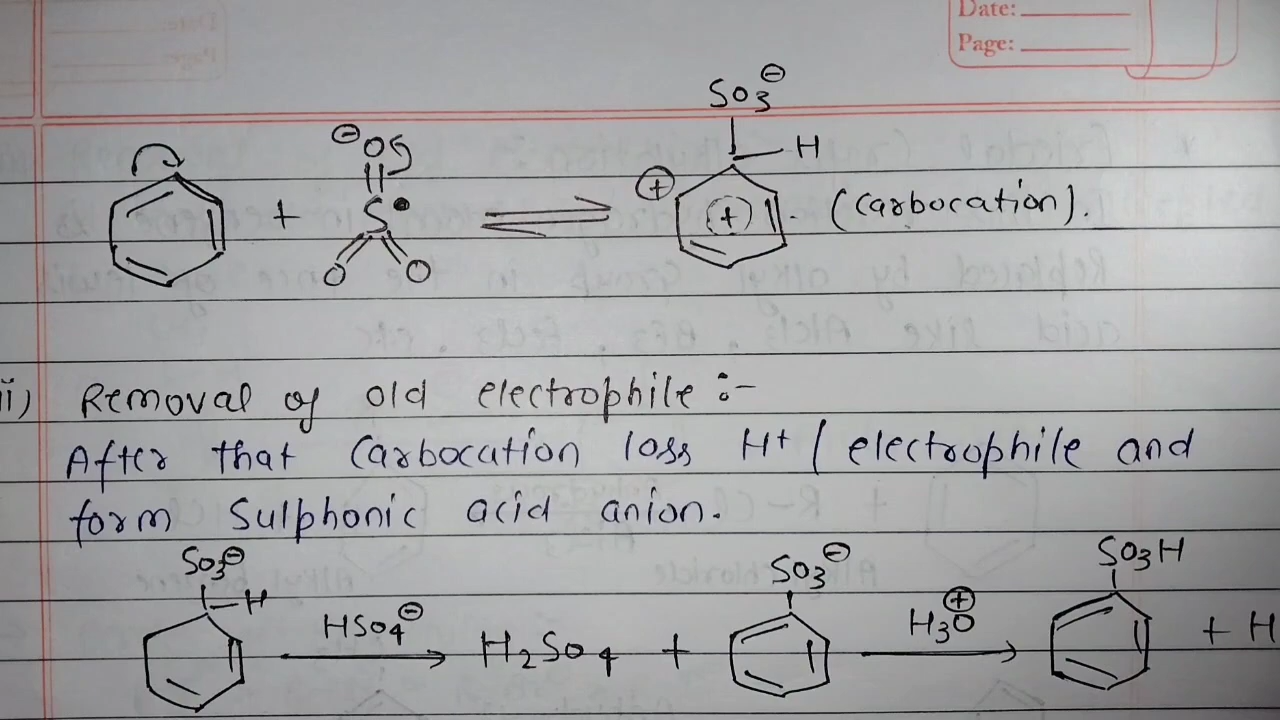 Date:
Page:
SO3⊖
⊖O
H
⊕
+ S ⇌ (+) (carbocation).
O O
ii) Removal of old electrophile :-
After that carbocation loss H+ / electrophile and
form Sulphonic acid anion.
SO3⊖ SO3⊖ SO3H
H HSO4⊖ → H2SO4 + H3O⊕ → + H